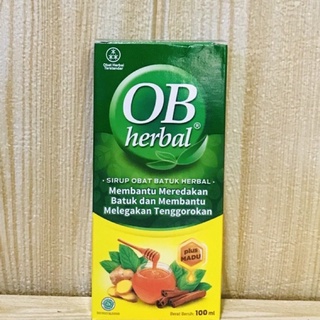 Obat Herbal
Terstandar
OB
herbal®
• SIRUP OBAT BATUK HERBAL •
Membantu Meredakan
Batuk dan Membantu
Melegakan Tenggorokan
plus
MADU
Berat Bersih: 100 ml